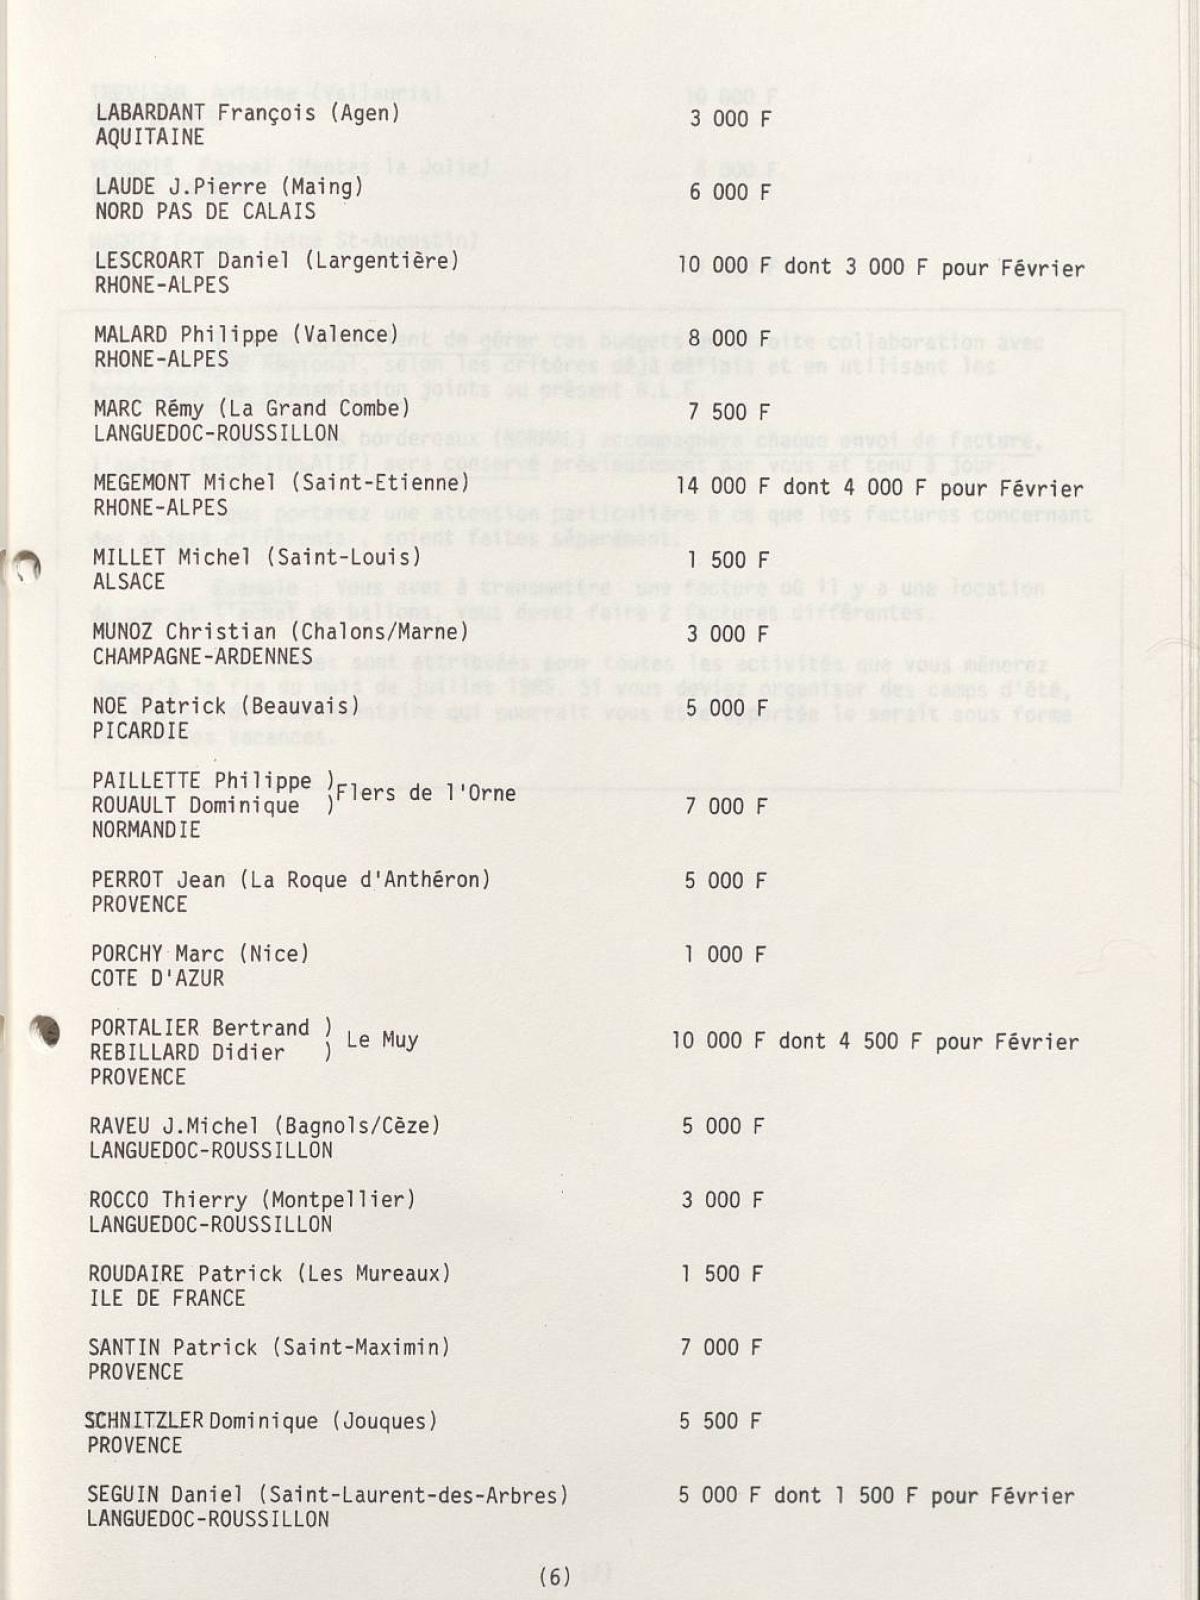 LABARDANT François (Agen) 3 000 F
AQUITAINE
LAUDE J.Pierre (Maing) 6 000 F
NORD PAS DE CALAIS
LESCROART Daniel (Largentière) 10 000 F dont 3 000 F pour Février
RHONE-ALPES
MALARD Philippe (Valence) 8 000 F
RHONE-ALPES
MARC Rémy (La Grand Combe) 7 500 F
LANGUEDOC-ROUSSILLON
MEGEMONT Michel (Saint-Etienne) 14 000 F dont 4 000 F pour Février
RHONE-ALPES
MILLET Michel (Saint-Louis) 1 500 F
ALSACE
MUNOZ Christian (Chalons/Marne) 3 000 F
CHAMPAGNE-ARDENNES
NOE Patrick (Beauvais) 5 000 F
PICARDIE
PAILLETTE Philippe )
ROUAULT Dominique ) Flers de l'Orne 7 000 F
NORMANDIE
PERROT Jean (La Roque d'Anthéron) 5 000 F
PROVENCE
PORCHY Marc (Nice) 1 000 F
COTE D'AZUR
PORTALIER Bertrand )
REBILLARD Didier ) Le Muy 10 000 F dont 4 500 F pour Février
PROVENCE
RAVEU J.Michel (Bagnols/Cèze) 5 000 F
LANGUEDOC-ROUSSILLON
ROCCO Thierry (Montpellier) 3 000 F
LANGUEDOC-ROUSSILLON
ROUDAIRE Patrick (Les Mureaux) 1 500 F
ILE DE FRANCE
SANTIN Patrick (Saint-Maximin) 7 000 F
PROVENCE
SCHNITZLER Dominique (Jouques) 5 500 F
PROVENCE
SEGUIN Daniel (Saint-Laurent-des-Arbres) 5 000 F dont 1 500 F pour Février
LANGUEDOC-ROUSSILLON
(6)